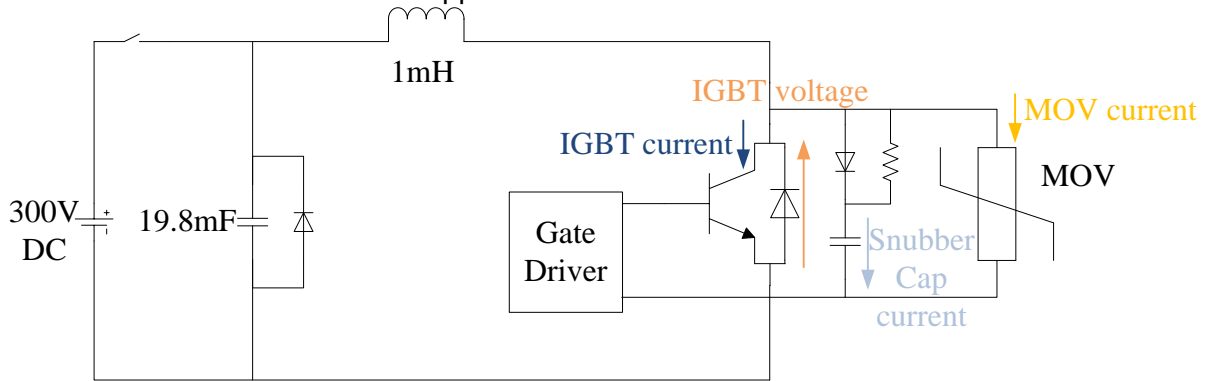 1mH
IGBT voltage
MOV current
IGBT current
MOV
300V
DC
+
-
19.8mF
Gate
Driver
Snubber
Cap
current